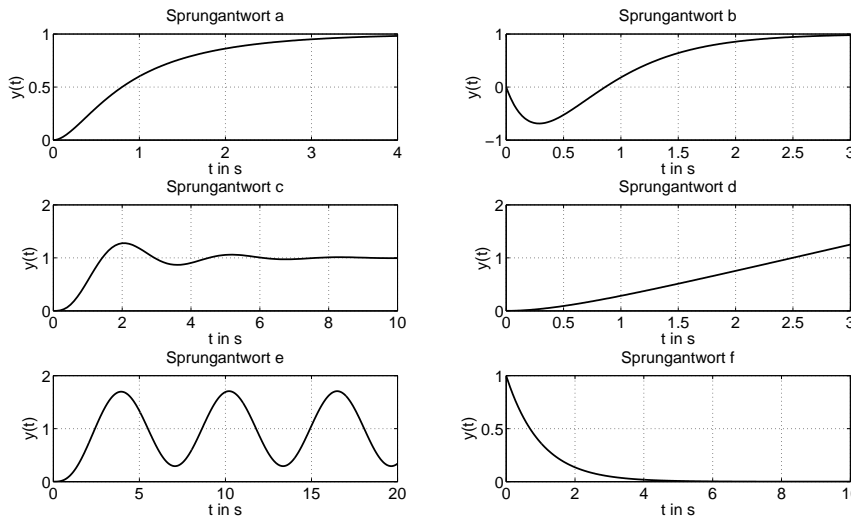 Sprungantwort a
1
0.5
0
y(t)
0 1 2 3 4
t in s
Sprungantwort b
1
0
−1
y(t)
0 0.5 1 1.5 2 2.5 3
t in s
Sprungantwort c
2
1
0
y(t)
0 2 4 6 8 10
t in s
Sprungantwort d
2
1
0
y(t)
0 0.5 1 1.5 2 2.5 3
t in s
Sprungantwort e
2
1
0
y(t)
0 5 10 15 20
t in s
Sprungantwort f
1
0.5
0
y(t)
0 2 4 6 8 10
t in s